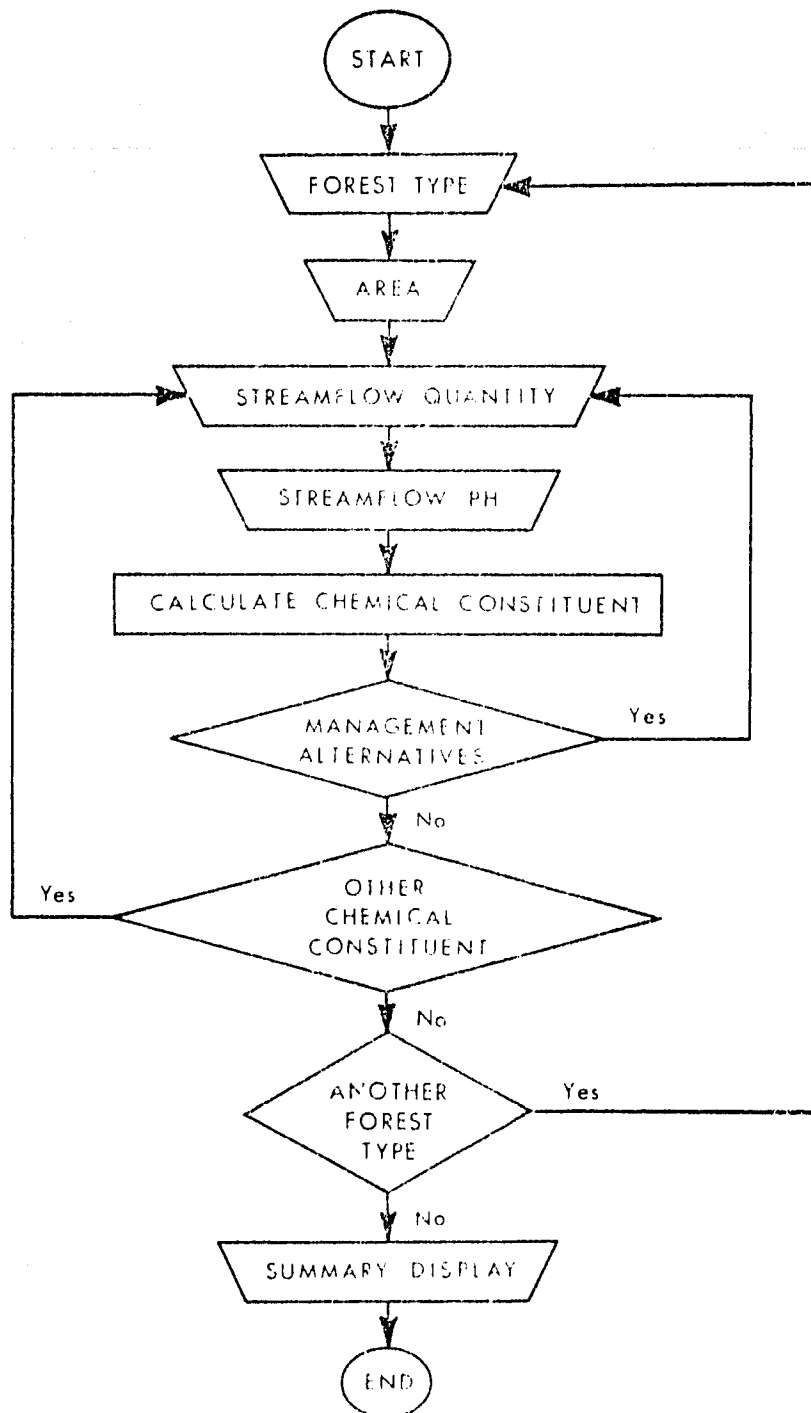 START
FOREST TYPE
AREA
STREAMFLOW QUANTITY
STREAMFLOW PH
CALCULATE CHEMICAL CONSTITUENT
MANAGEMENT
ALTERNATIVES
Yes
No
OTHER
CHEMICAL
CONSTITUENT
Yes
No
ANOTHER
FOREST
TYPE
Yes
No
SUMMARY DISPLAY
END